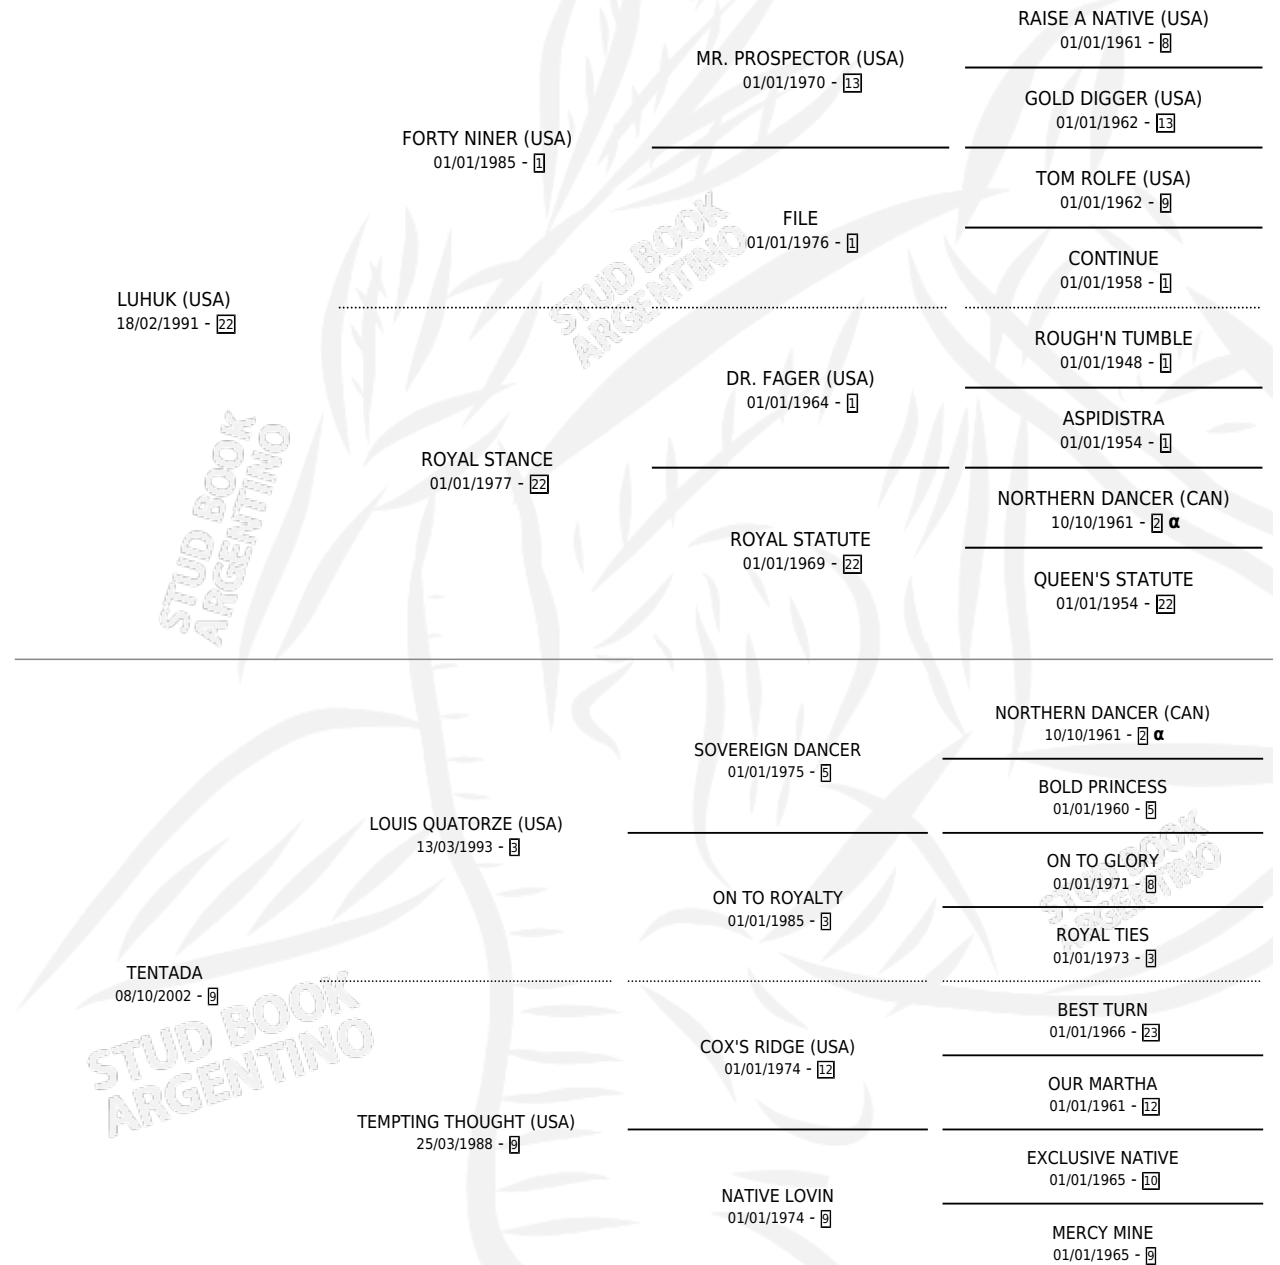 RAISE A NATIVE (USA)
01/01/1961 - 8
MR. PROSPECTOR (USA)
01/01/1970 - 13
GOLD DIGGER (USA)
01/01/1962 - 13
FORTY NINER (USA)
01/01/1985 - 1
TOM ROLFE (USA)
01/01/1962 - 9
FILE
01/01/1976 - 1
CONTINUE
01/01/1958 - 1
LUHUK (USA)
18/02/1991 - 22
ROUGH'N TUMBLE
01/01/1948 - 1
DR. FAGER (USA)
01/01/1964 - 1
ASPIDISTRA
01/01/1954 - 1
ROYAL STANCE
01/01/1977 - 22
NORTHERN DANCER (CAN)
10/10/1961 - 2 α
ROYAL STATUTE
01/01/1969 - 22
QUEEN'S STATUTE
01/01/1954 - 22
NORTHERN DANCER (CAN)
10/10/1961 - 2 α
SOVEREIGN DANCER
01/01/1975 - 5
BOLD PRINCESS
01/01/1960 - 5
LOUIS QUATORZE (USA)
13/03/1993 - 3
ON TO GLORY
01/01/1971 - 8
ON TO ROYALTY
01/01/1985 - 3
ROYAL TIES
01/01/1973 - 3
TENTADA
08/10/2002 - 9
BEST TURN
01/01/1966 - 23
COX'S RIDGE (USA)
01/01/1974 - 12
OUR MARTHA
01/01/1961 - 12
TEMPTING THOUGHT (USA)
25/03/1988 - 9
EXCLUSIVE NATIVE
01/01/1965 - 10
NATIVE LOVIN
01/01/1974 - 9
MERCY MINE
01/01/1965 - 9
STUD BOOK
ARGENTINO
STUD BOOK
ARGENTINO
STUD BOOK
ARGENTINO
STUD BOOK
ARGENTINO